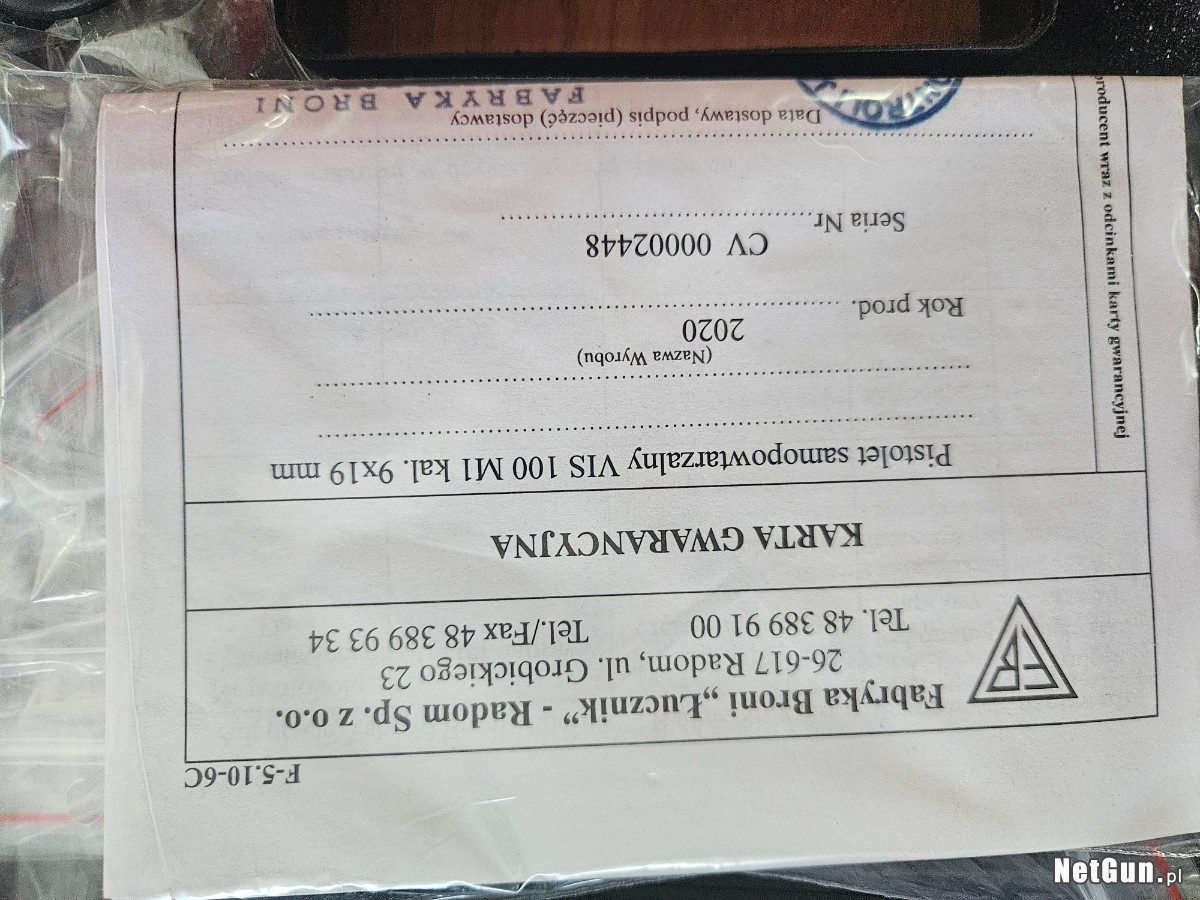 F-5.10-6C
FB
Fabryka Broni „Łucznik” - Radom Sp. z o.o.
26-617 Radom, ul. Grobickiego 23
Tel. 48 389 91 00 Tel./Fax 48 389 93 34
KARTA GWARANCYJNA
Pistolet samopowtarzalny VIS 100 M1 kal. 9x19 mm
(Nazwa Wyrobu)
2020
Rok prod. ..........................................................
CV 00002448
Seria Nr..........................................
Data dostawy, podpis (pieczęć) dostawcy
FABRYKA BRONI
producent wraz z odcinkami karty gwarancyjnej
NetGun.pl